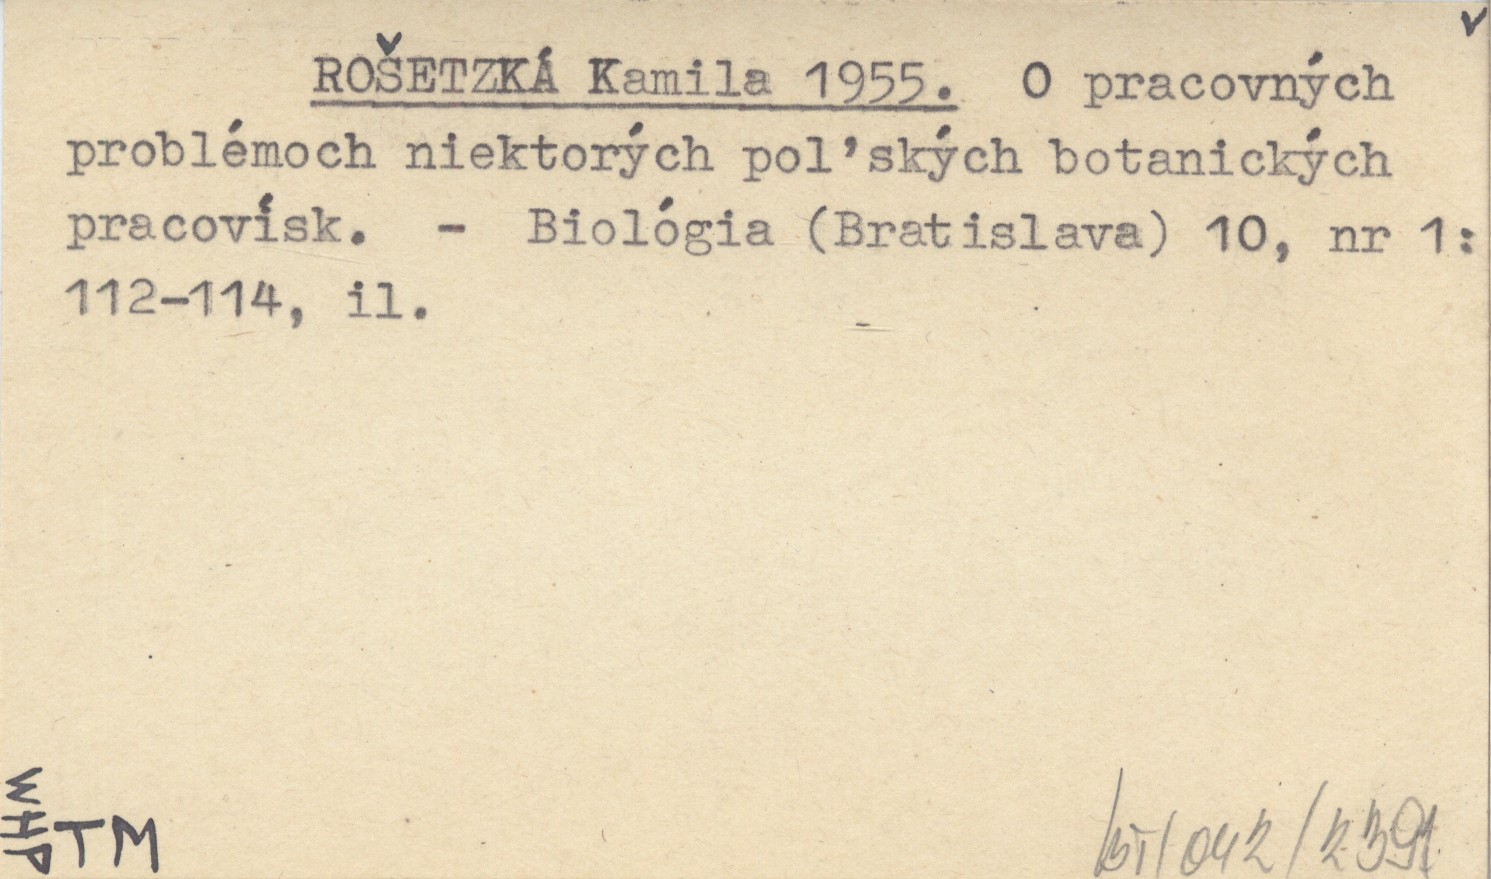 v
ROŠETZKÁ Kamila 1955. O pracovných
problémoch niektorých pol'ských botanických
pracovísk. - Biológia (Bratislava) 10, nr 1:
112-114, il.
WHP
TM